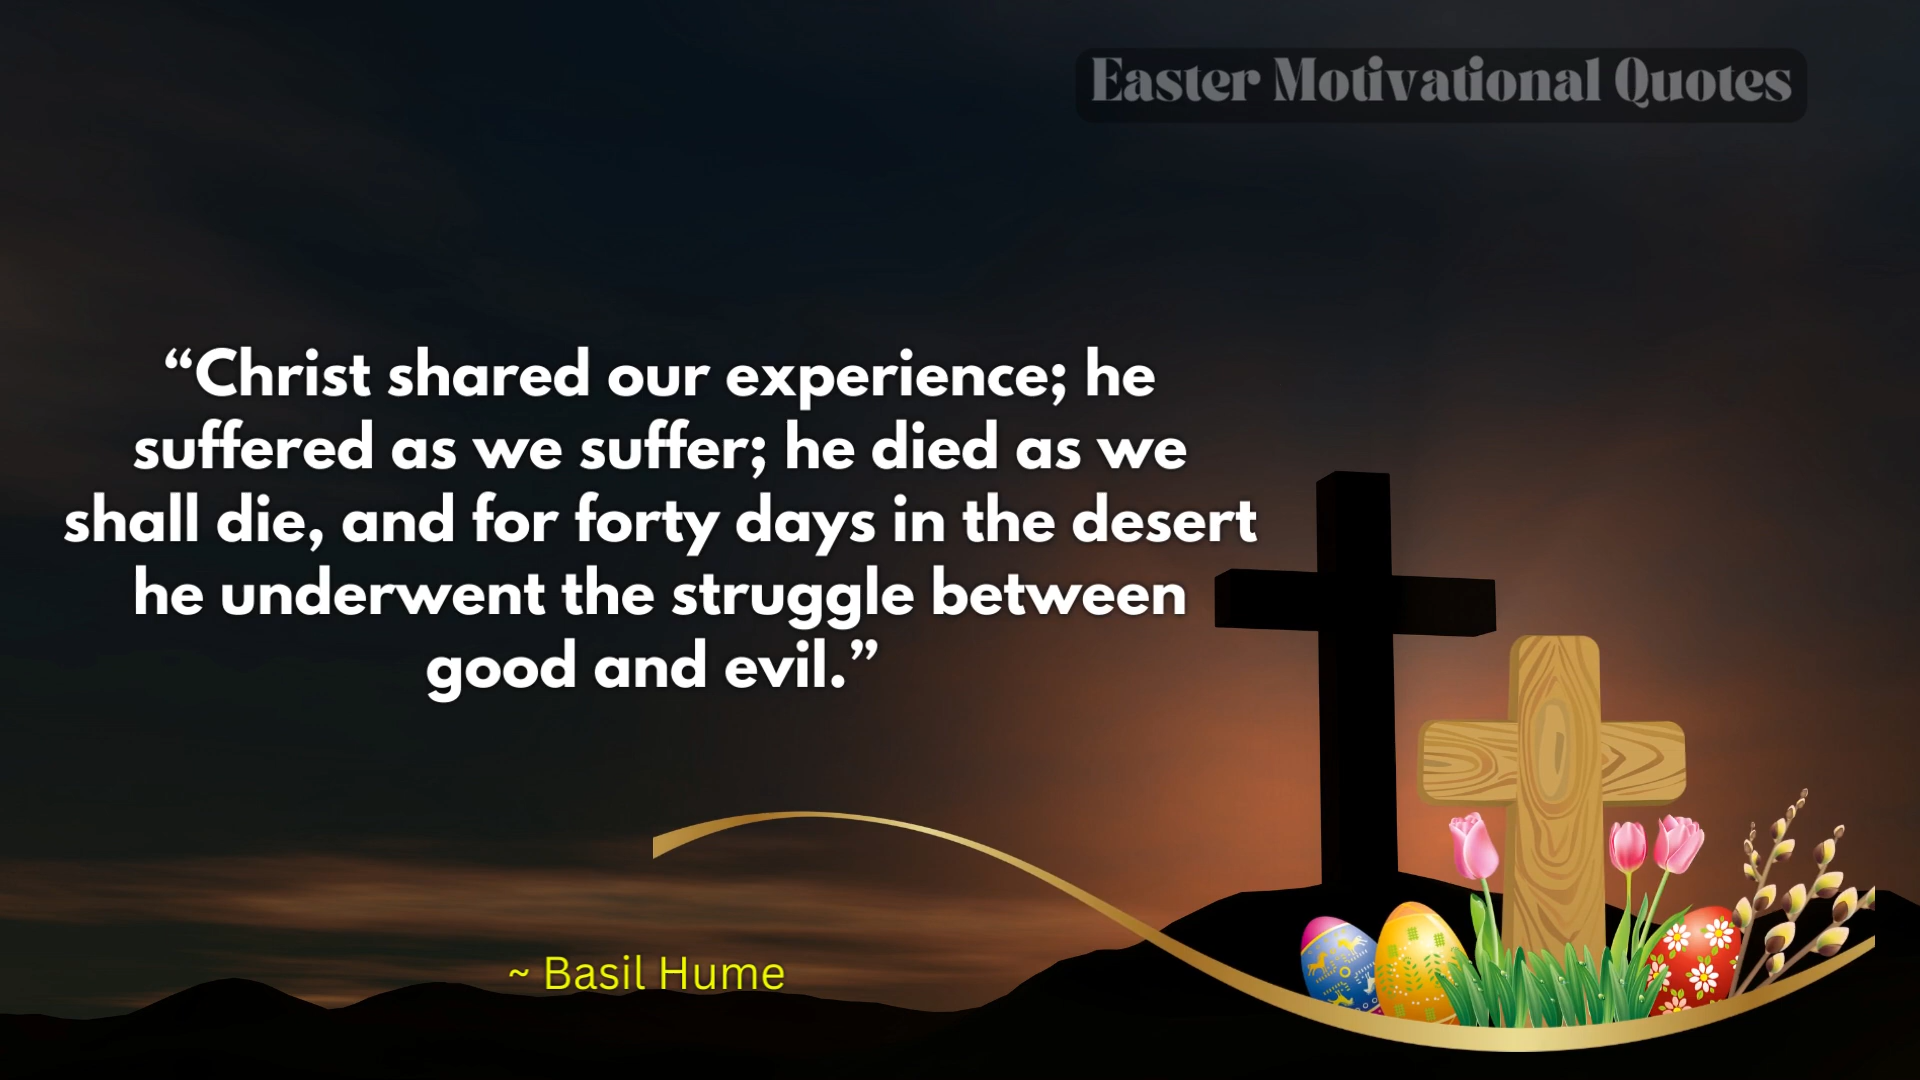 Easter Motivational Quotes
“Christ shared our experience; he
suffered as we suffer; he died as we
shall die, and for forty days in the desert
he underwent the struggle between
good and evil.”
~ Basil Hume